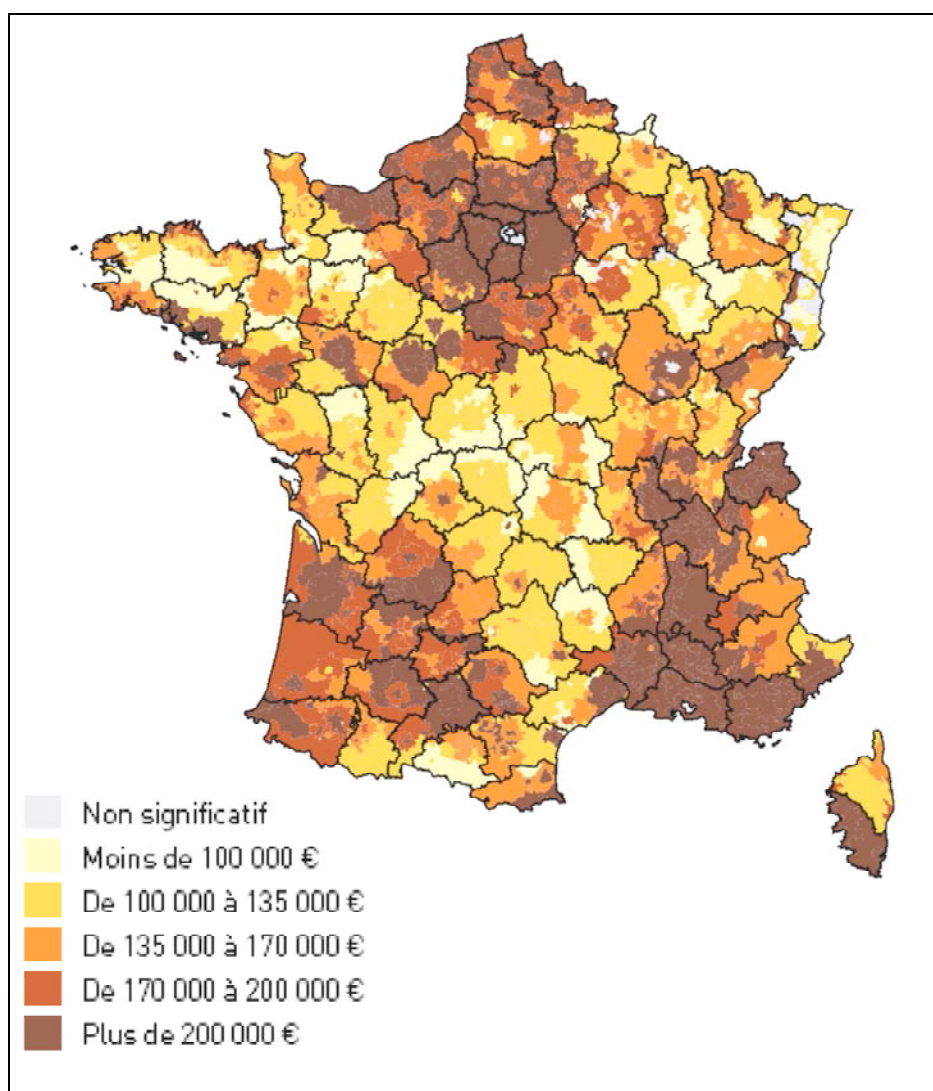 Non significatif
Moins de 100 000 €
De 100 000 à 135 000 €
De 135 000 à 170 000 €
De 170 000 à 200 000 €
Plus de 200 000 €